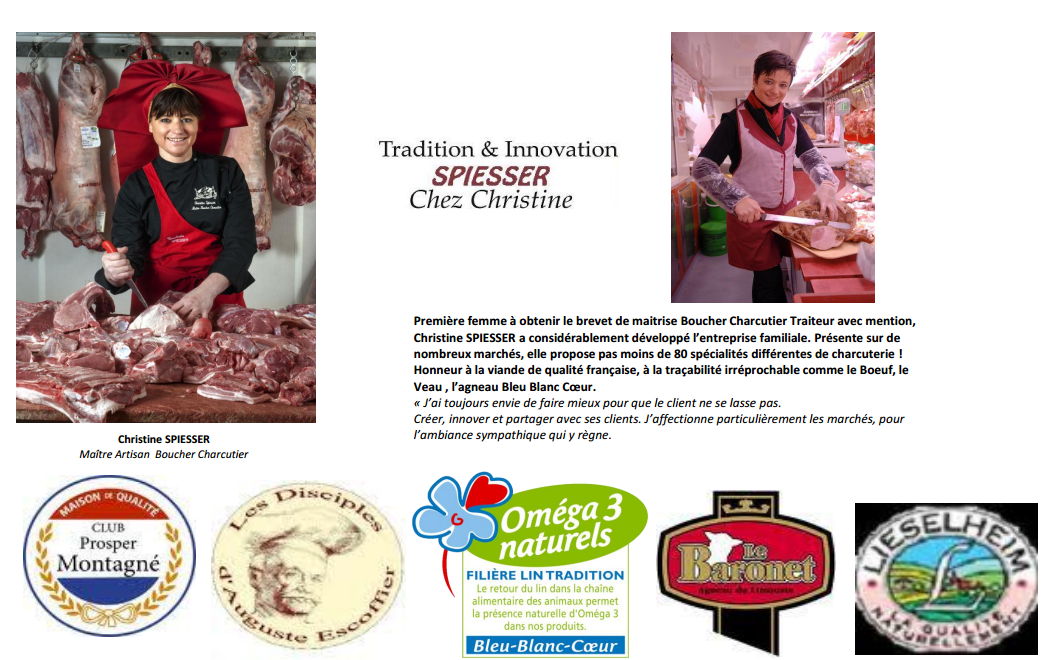 Tradition & Innovation
SPIESSER
Chez Christine
Première femme à obtenir le brevet de maitrise Boucher Charcutier Traiteur avec mention,
Christine SPIESSER a considérablement développé l’entreprise familiale. Présente sur de
nombreux marchés, elle propose pas moins de 80 spécialités différentes de charcuterie !
Honneur à la viande de qualité française, à la traçabilité irréprochable comme le Boeuf, le
Veau , l’agneau Bleu Blanc Cœur.
« J’ai toujours envie de faire mieux pour que le client ne se lasse pas.
Créer, innover et partager avec ses clients. J’affectionne particulièrement les marchés, pour
l’ambiance sympathique qui y règne.
Christine SPIESSER
Maître Artisan  Boucher Charcutier
MAISON DE QUALITÉ
CLUB
Prosper
Montagné
Les Disciples
d'Auguste Escoffier
Oméga 3
naturels
FILIÈRE LIN TRADITION
Le retour du lin dans la chaîne
alimentaire des animaux permet
la présence naturelle d'Oméga 3
dans nos produits.
Bleu-Blanc-Cœur
Le
Baronet
Agneau du Limousin
LIESELHEIM
LA QUALITÉ
NATURELLEMENT